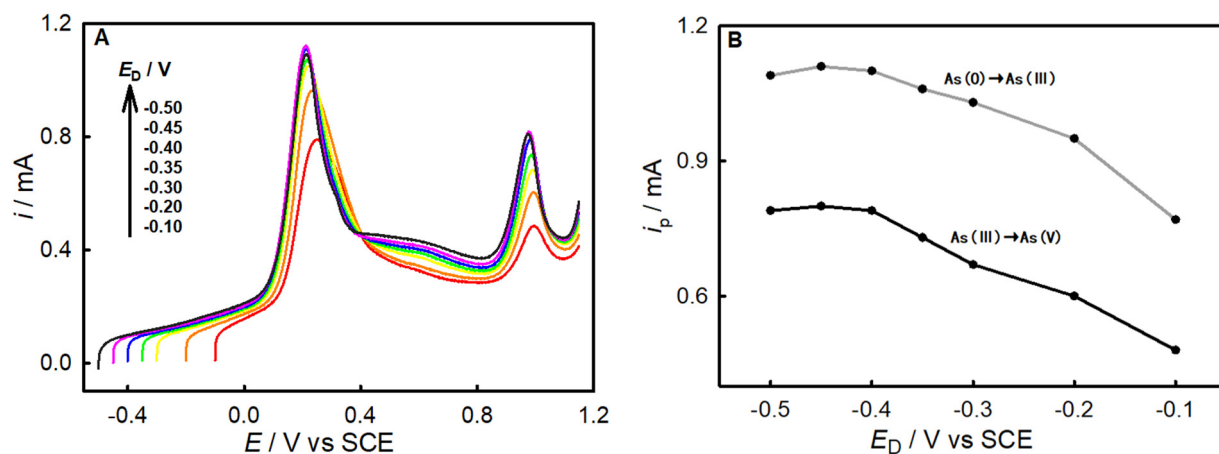 A
E_D / V
-0.50
-0.45
-0.40
-0.35
-0.30
-0.20
-0.10
1.2
0.8
0.4
0.0
i / mA
-0.4 0.0 0.4 0.8 1.2
E / V vs SCE
B
As(0)→As(III)
As(III)→As(V)
1.2
0.9
0.6
i_p / mA
-0.5 -0.4 -0.3 -0.2 -0.1
E_D / V vs SCE